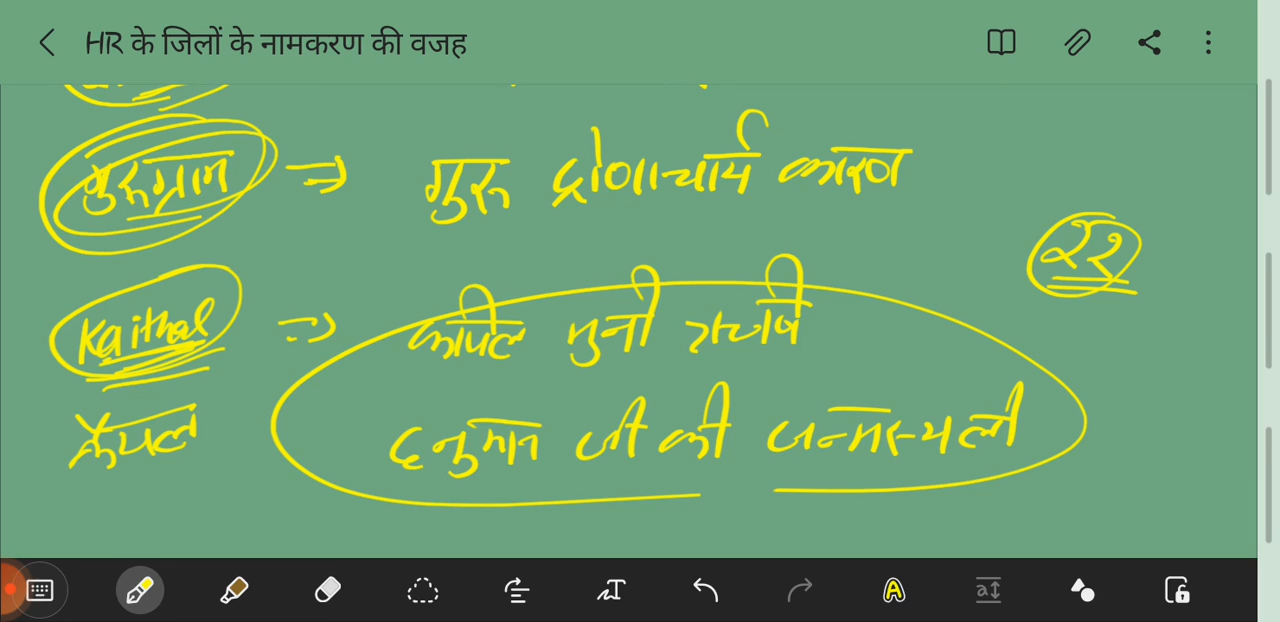 HR के जिलों के नामकरण की वजह
गुरुग्राम => गुरु द्रोणाचार्य कारण
22
Kaithal => कपिल मुनी
कैथल हनुमान जी की जन्मस्थली